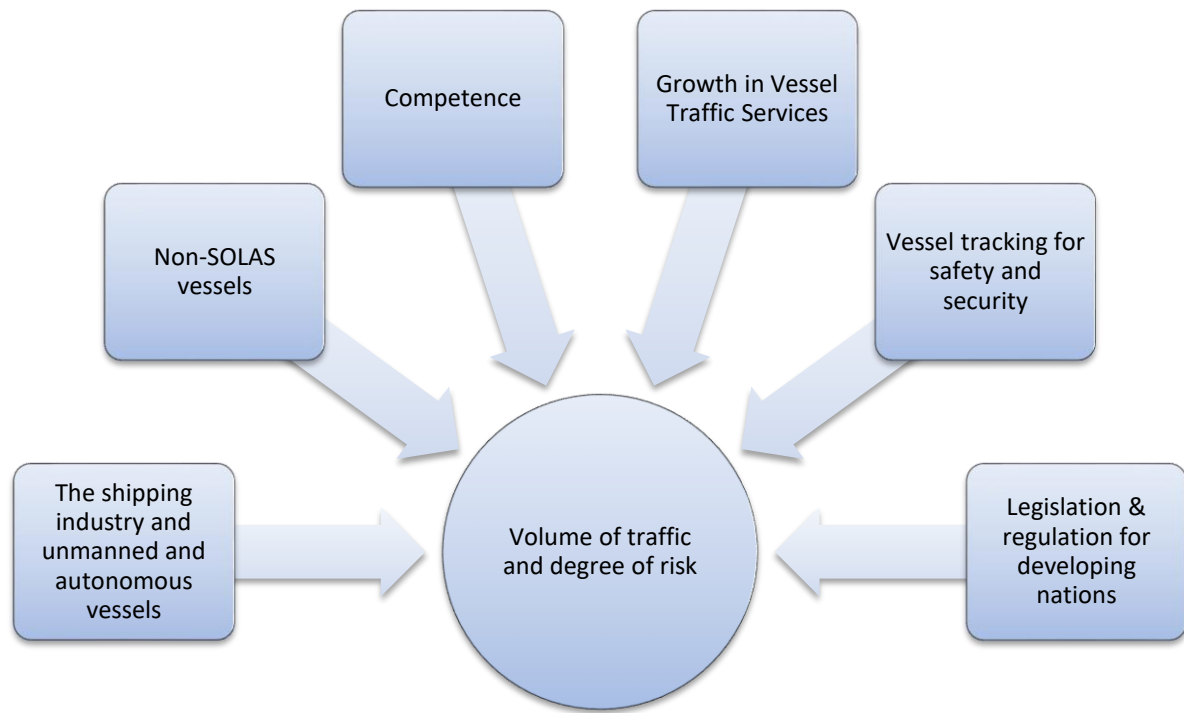 Competence
Growth in Vessel
Traffic Services
Non-SOLAS
vessels
Vessel tracking for
safety and
security
The shipping
industry and
unmanned and
autonomous
vessels
Volume of traffic
and degree of risk
Legislation &
regulation for
developing
nations